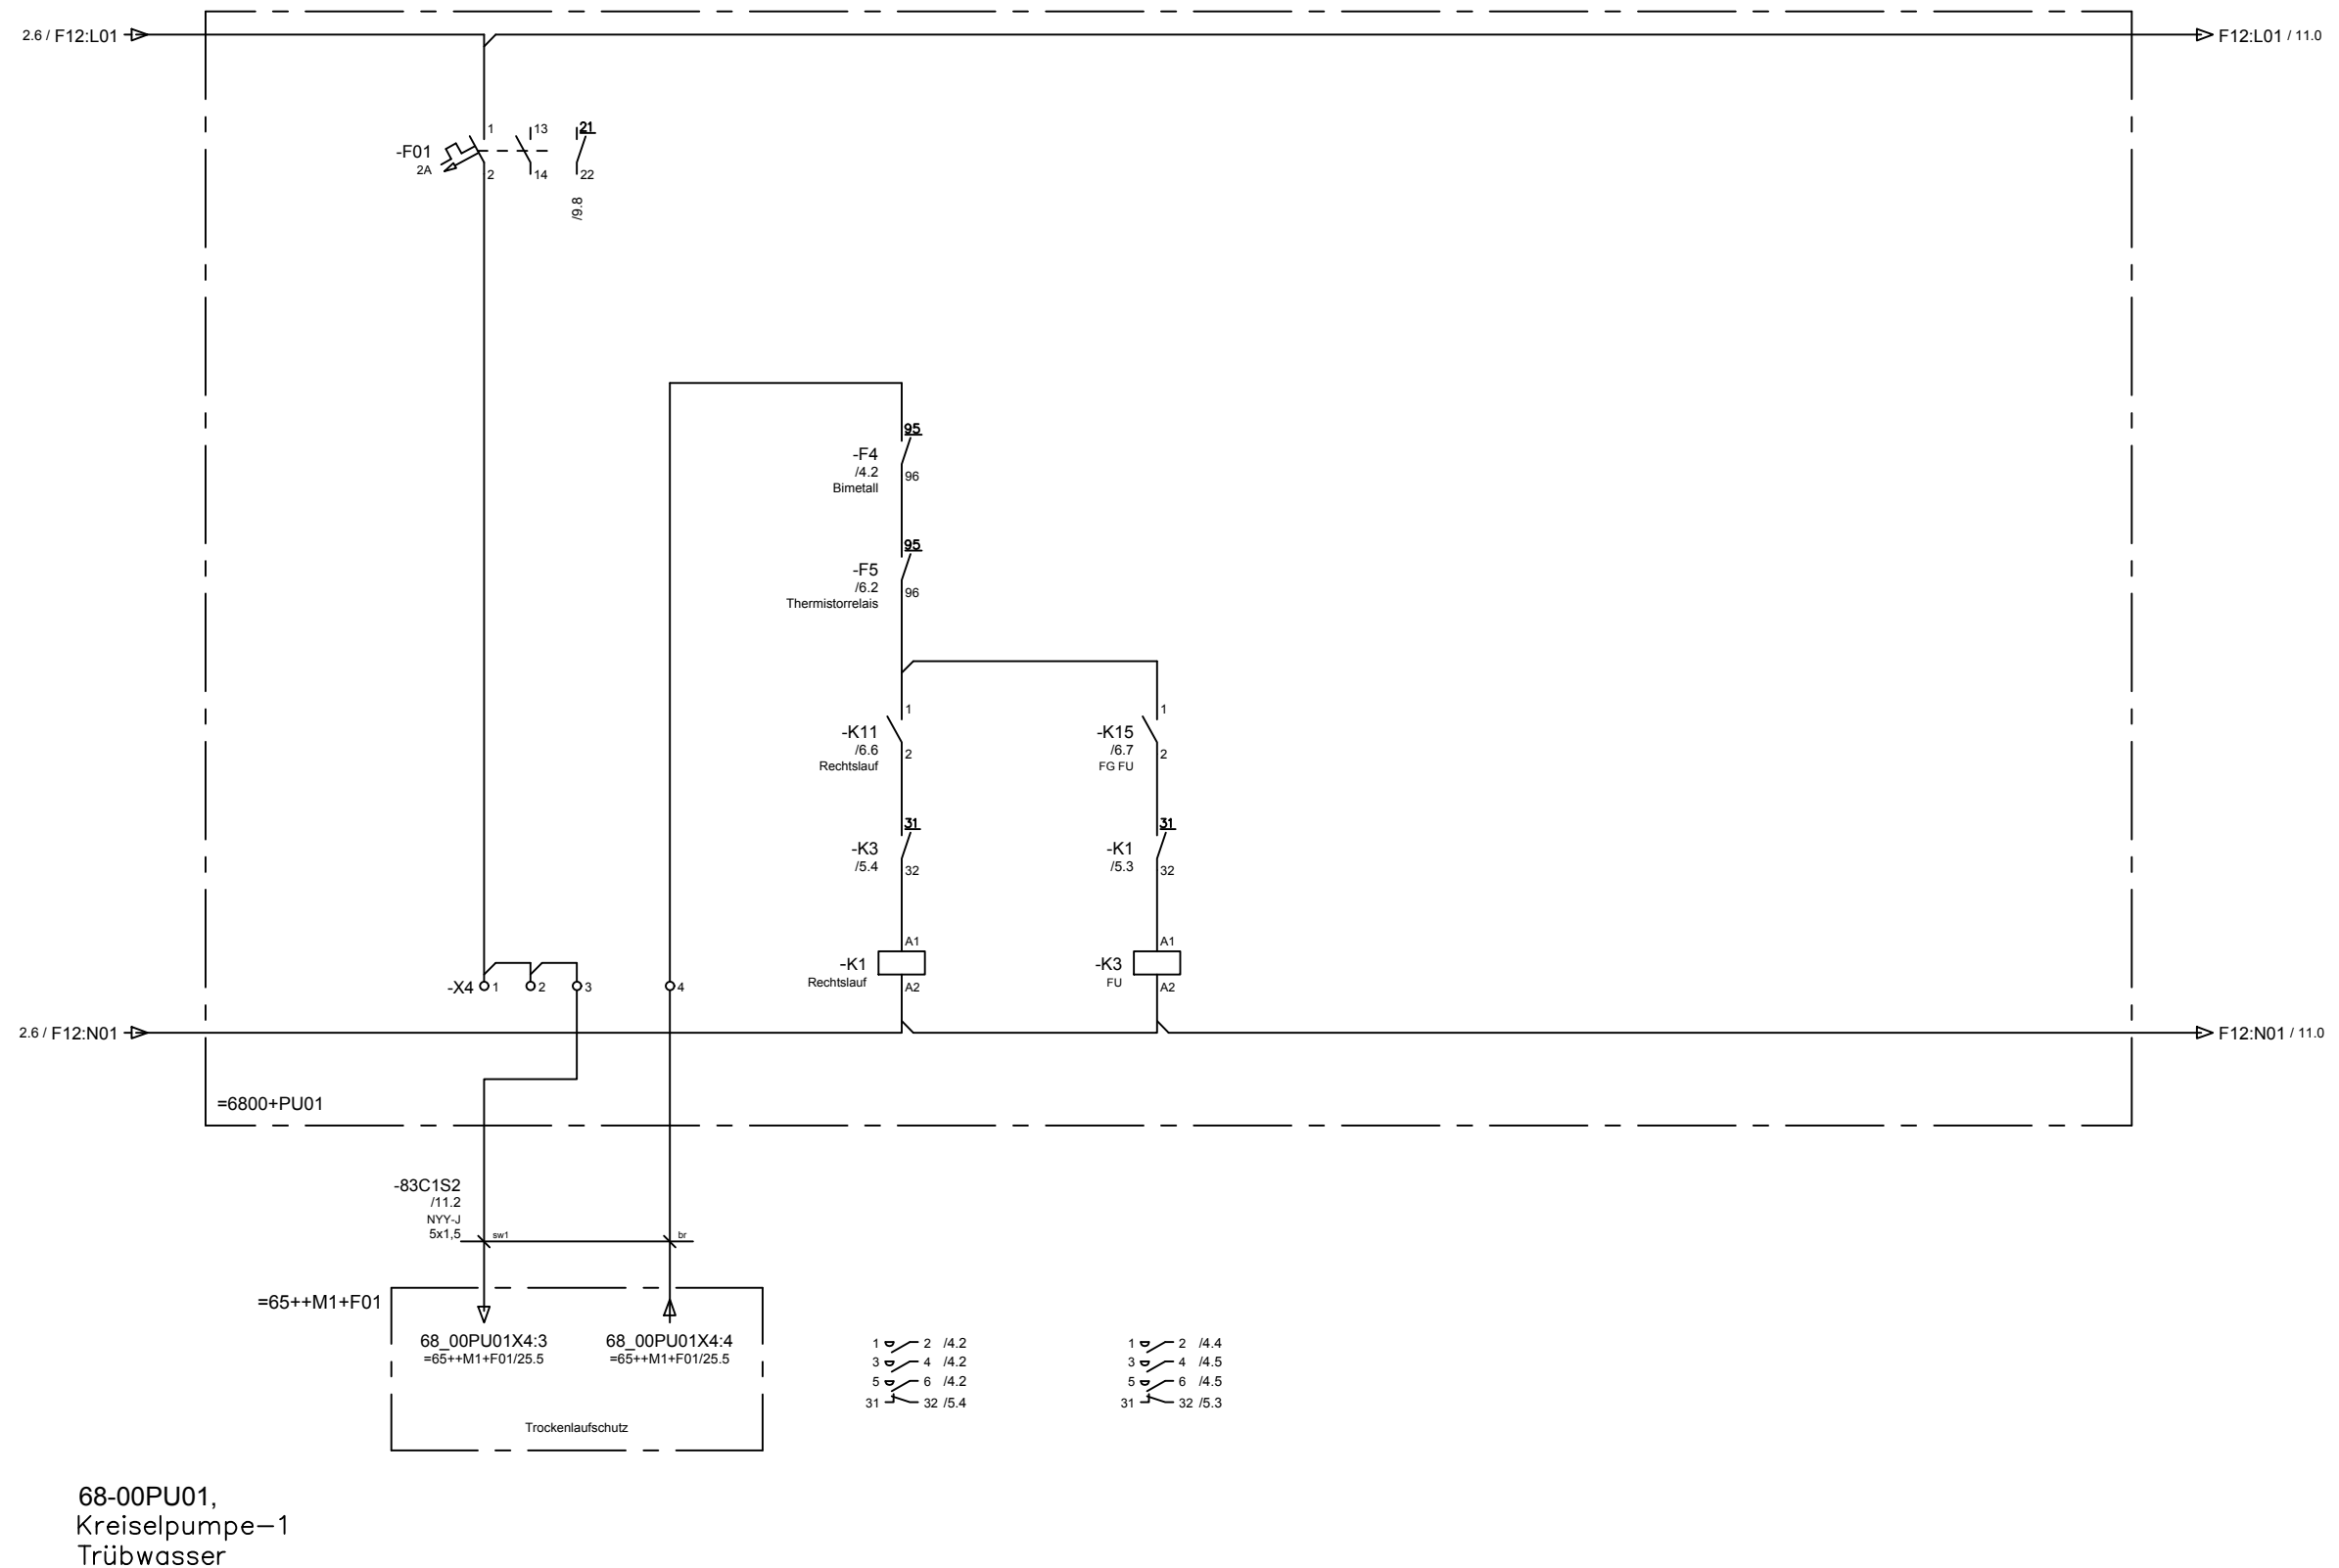 2.6 / F12:L01
F12:L01 / 11.0
-F01
2A
1
2
13
14
21
22
/9.8
-F4
/4.2
Bimetall
95
96
-F5
/6.2
Thermistorrelais
95
96
-K11
/6.6
Rechtslauf
1
2
-K15
/6.7
FG FU
1
2
-K3
/5.4
31
32
-K1
/5.3
31
32
-K1
Rechtslauf
A1
A2
-K3
FU
A1
A2
-X4
1
2
3
4
2.6 / F12:N01
F12:N01 / 11.0
=6800+PU01
-83C1S2
/11.2
NYY-J
5x1,5
sw1
br
=65++M1+F01
68_00PU01X4:3
=65++M1+F01/25.5
68_00PU01X4:4
=65++M1+F01/25.5
Trockenlaufschutz
1 2 /4.2
3 4 /4.2
5 6 /4.2
31 32 /5.4
1 2 /4.4
3 4 /4.5
5 6 /4.5
31 32 /5.3
68-00PU01,
Kreiselpumpe-1
Trübwasser